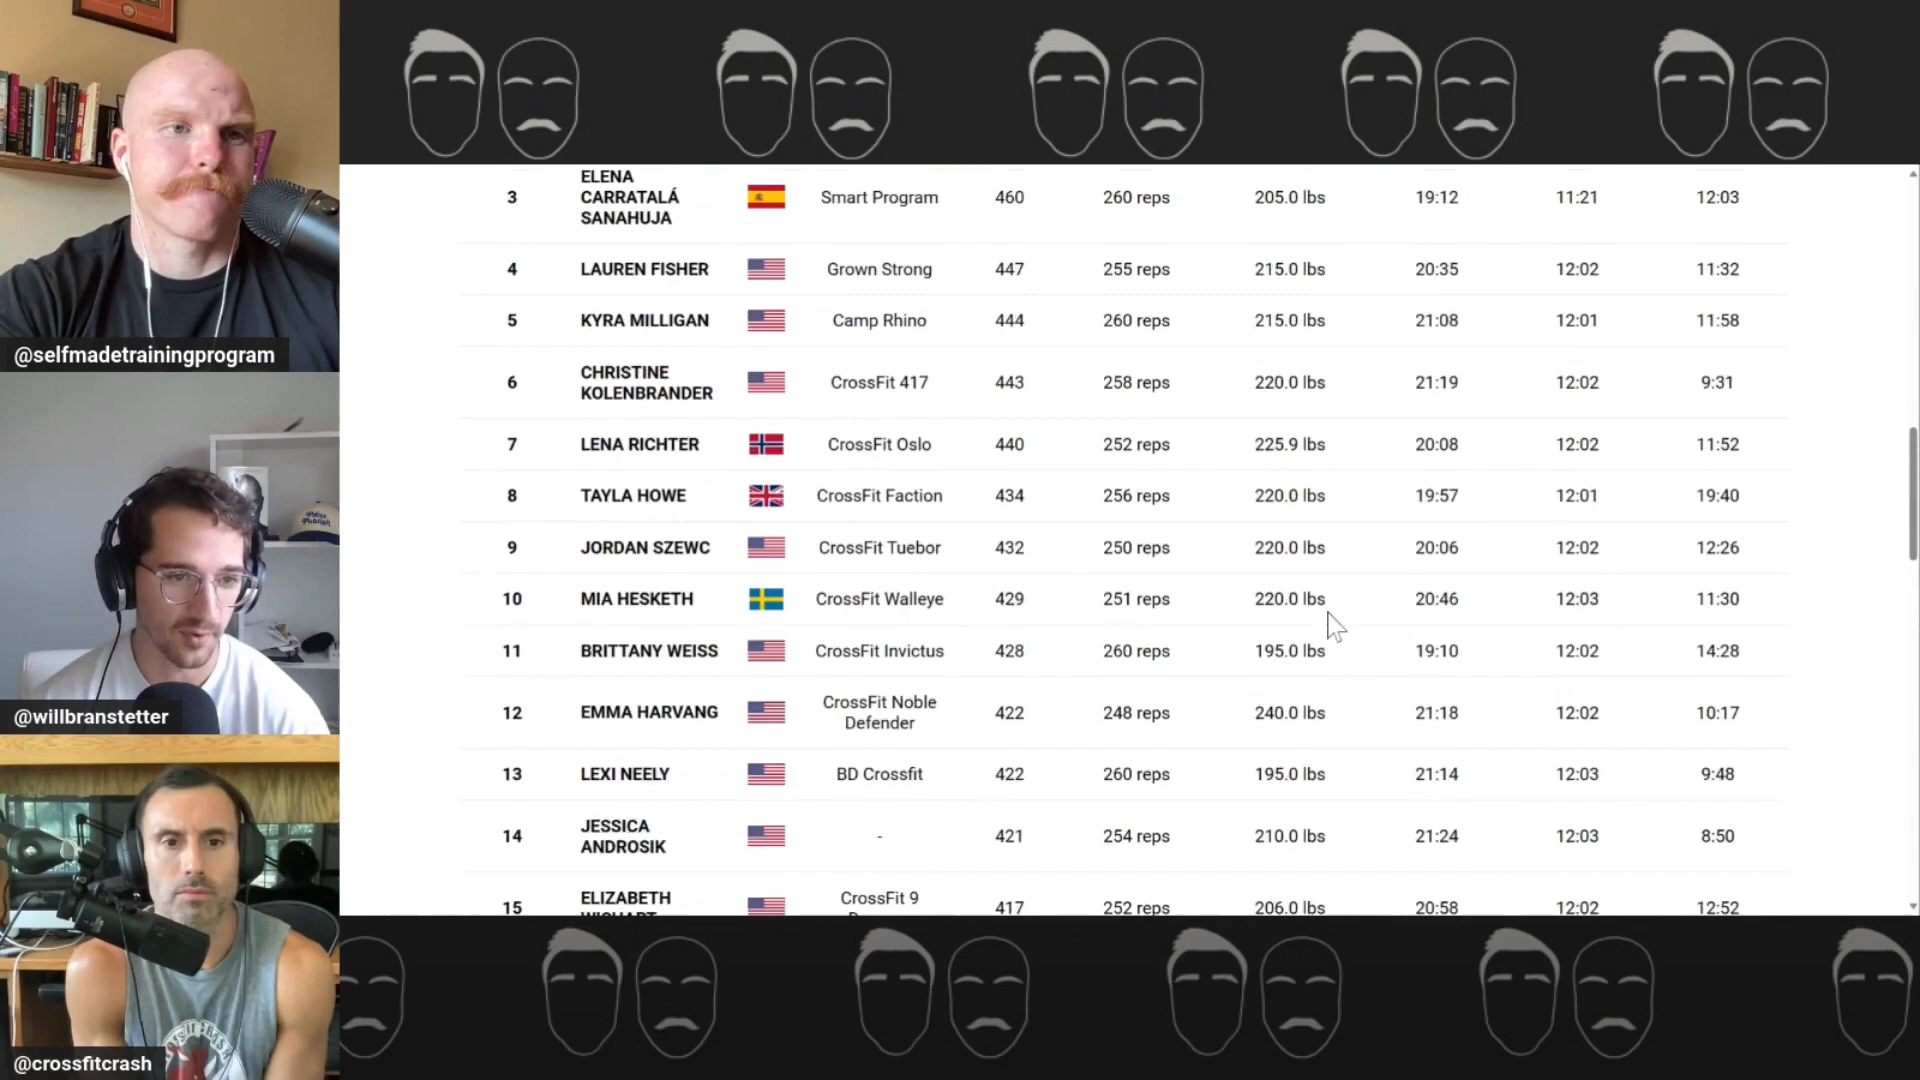 @selfmadetrainingprogram
@willbranstetter
@crossfitcrash
3 ELENA CARRATALÁ SANAHUJA Smart Program 460 260 reps 205.0 lbs 19:12 11:21 12:03
4 LAUREN FISHER Grown Strong 447 255 reps 215.0 lbs 20:35 12:02 11:32
5 KYRA MILLIGAN Camp Rhino 444 260 reps 215.0 lbs 21:08 12:01 11:58
6 CHRISTINE KOLENBRANDER CrossFit 417 443 258 reps 220.0 lbs 21:19 12:02 9:31
7 LENA RICHTER CrossFit Oslo 440 252 reps 225.9 lbs 20:08 12:02 11:52
8 TAYLA HOWE CrossFit Faction 434 256 reps 220.0 lbs 19:57 12:01 19:40
9 JORDAN SZEWC CrossFit Tuebor 432 250 reps 220.0 lbs 20:06 12:02 12:26
10 MIA HESKETH CrossFit Walleye 429 251 reps 220.0 lbs 20:46 12:03 11:30
11 BRITTANY WEISS CrossFit Invictus 428 260 reps 195.0 lbs 19:10 12:02 14:28
12 EMMA HARVANG CrossFit Noble Defender 422 248 reps 240.0 lbs 21:18 12:02 10:17
13 LEXI NEELY BD Crossfit 422 260 reps 195.0 lbs 21:14 12:03 9:48
14 JESSICA ANDROSIK - 421 254 reps 210.0 lbs 21:24 12:03 8:50
15 ELIZABETH CrossFit 9 417 252 reps 206.0 lbs 20:58 12:02 12:52